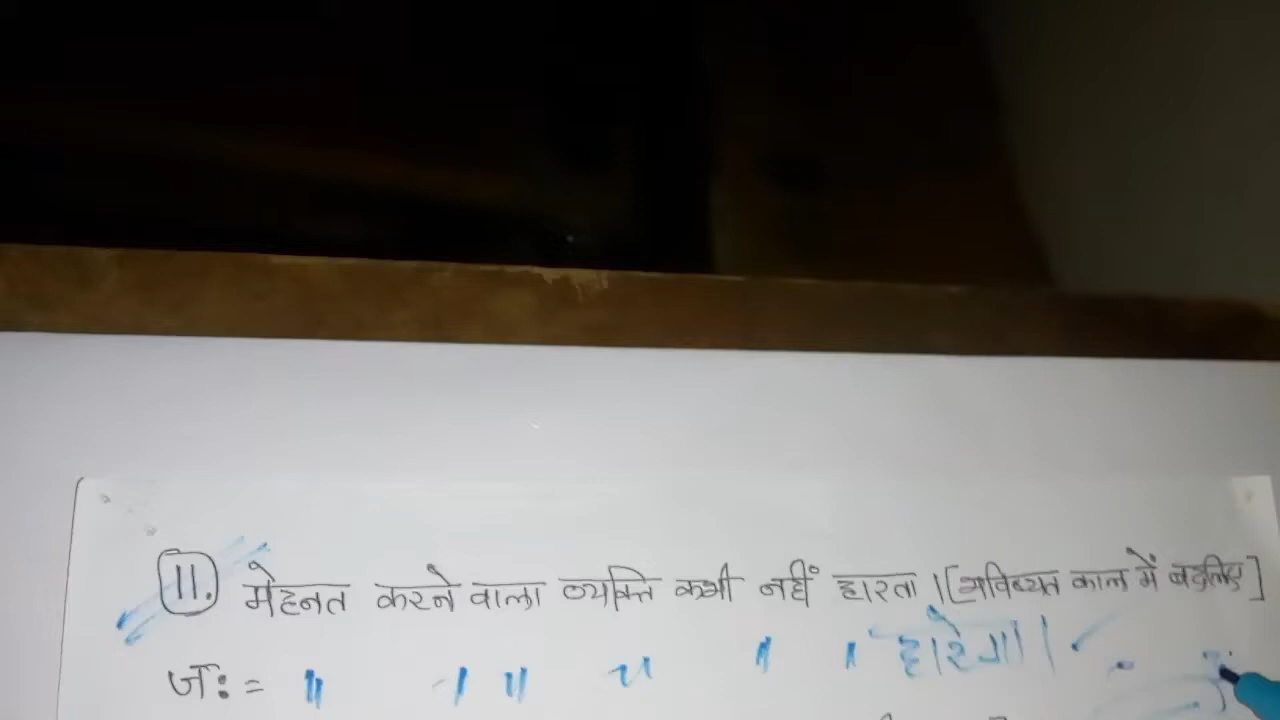 11. मेहनत करने वाला व्यक्ति कभी नहीं हारता । [भविष्यत काल में बदलिए]
जः = " " " " " " हारेगा ।